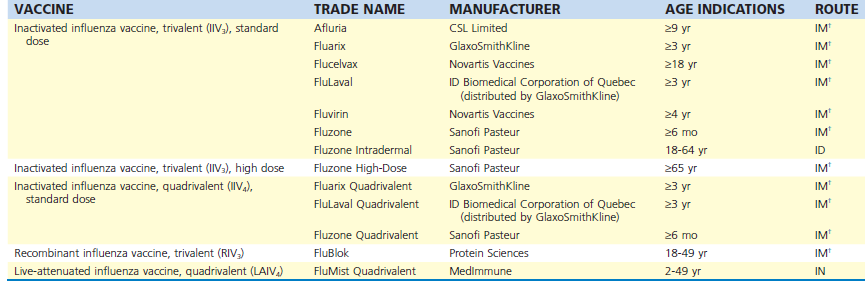 VACCINE TRADE NAME MANUFACTURER AGE INDICATIONS ROUTE
Inactivated influenza vaccine, trivalent (IIV₃), standard Afluria CSL Limited ≥9 yr IM†
dose Fluarix GlaxoSmithKline ≥3 yr IM†
Flucelvax Novartis Vaccines ≥18 yr IM†
FluLaval ID Biomedical Corporation of Quebec ≥3 yr IM†
(distributed by GlaxoSmithKline)
Fluvirin Novartis Vaccines ≥4 yr IM†
Fluzone Sanofi Pasteur ≥6 mo IM†
Fluzone Intradermal Sanofi Pasteur 18-64 yr ID
Inactivated influenza vaccine, trivalent (IIV₃), high dose Fluzone High-Dose Sanofi Pasteur ≥65 yr IM†
Inactivated influenza vaccine, quadrivalent (IIV₄), Fluarix Quadrivalent GlaxoSmithKline ≥3 yr IM†
standard dose FluLaval Quadrivalent ID Biomedical Corporation of Quebec ≥3 yr IM†
(distributed by GlaxoSmithKline)
Fluzone Quadrivalent Sanofi Pasteur ≥6 mo IM†
Recombinant influenza vaccine, trivalent (RIV₃) FluBlok Protein Sciences 18-49 yr IM†
Live-attenuated influenza vaccine, quadrivalent (LAIV₄) FluMist Quadrivalent MedImmune 2-49 yr IN